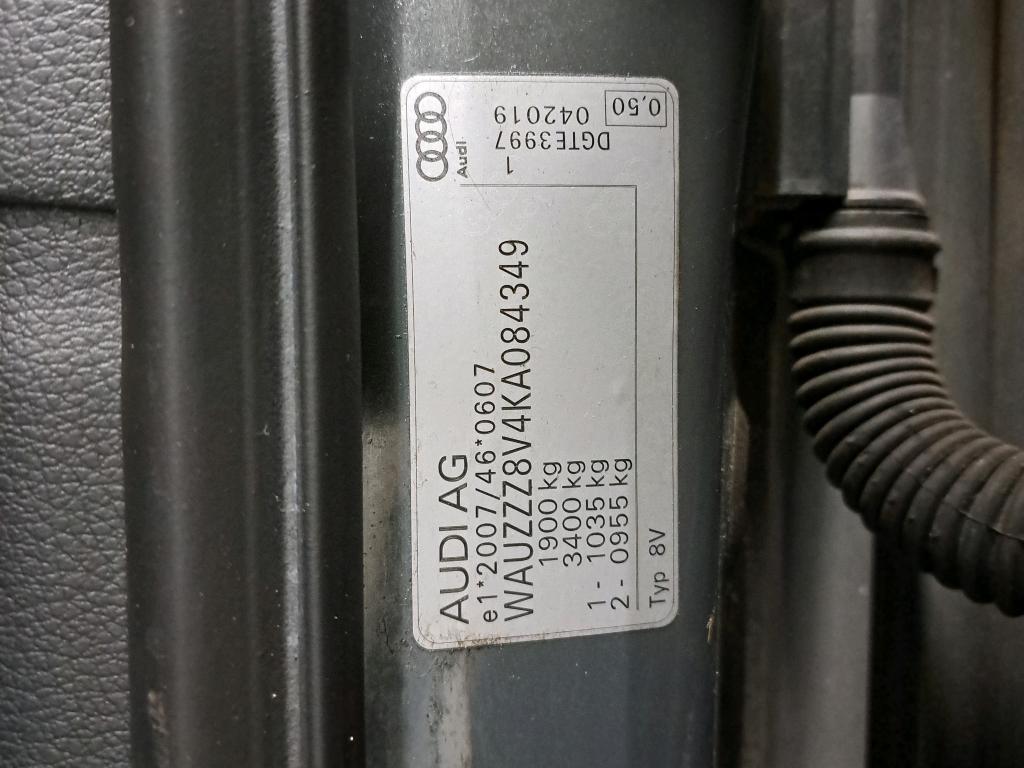 AUDI AG
e1*2007/46*0607
WAUZZZ8V4KA084349
1900 kg
3400 kg
1 - 1035 kg
2 - 0955 kg
Typ 8V
Audi
1
DGTE3997
042019
0,50